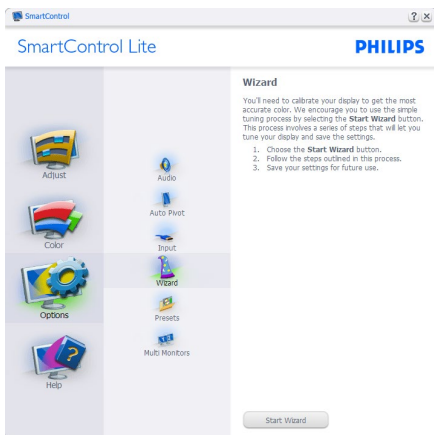 SmartControl
? x
SmartControl Lite
PHILIPS
Adjust
Color
Options
Help
Audio
Auto Pivot
Input
Wizard
Presets
1 2
Multi Monitors
Wizard
You'll need to calibrate your display to get the most
accurate color. We encourage you to use the simple
tuning process by selecting the Start Wizard button.
This process involves a series of steps that will let you
tune your display and save the settings.
1. Choose the Start Wizard button.
2. Follow the steps outlined in this process.
3. Save your settings for future use.
Start Wizard